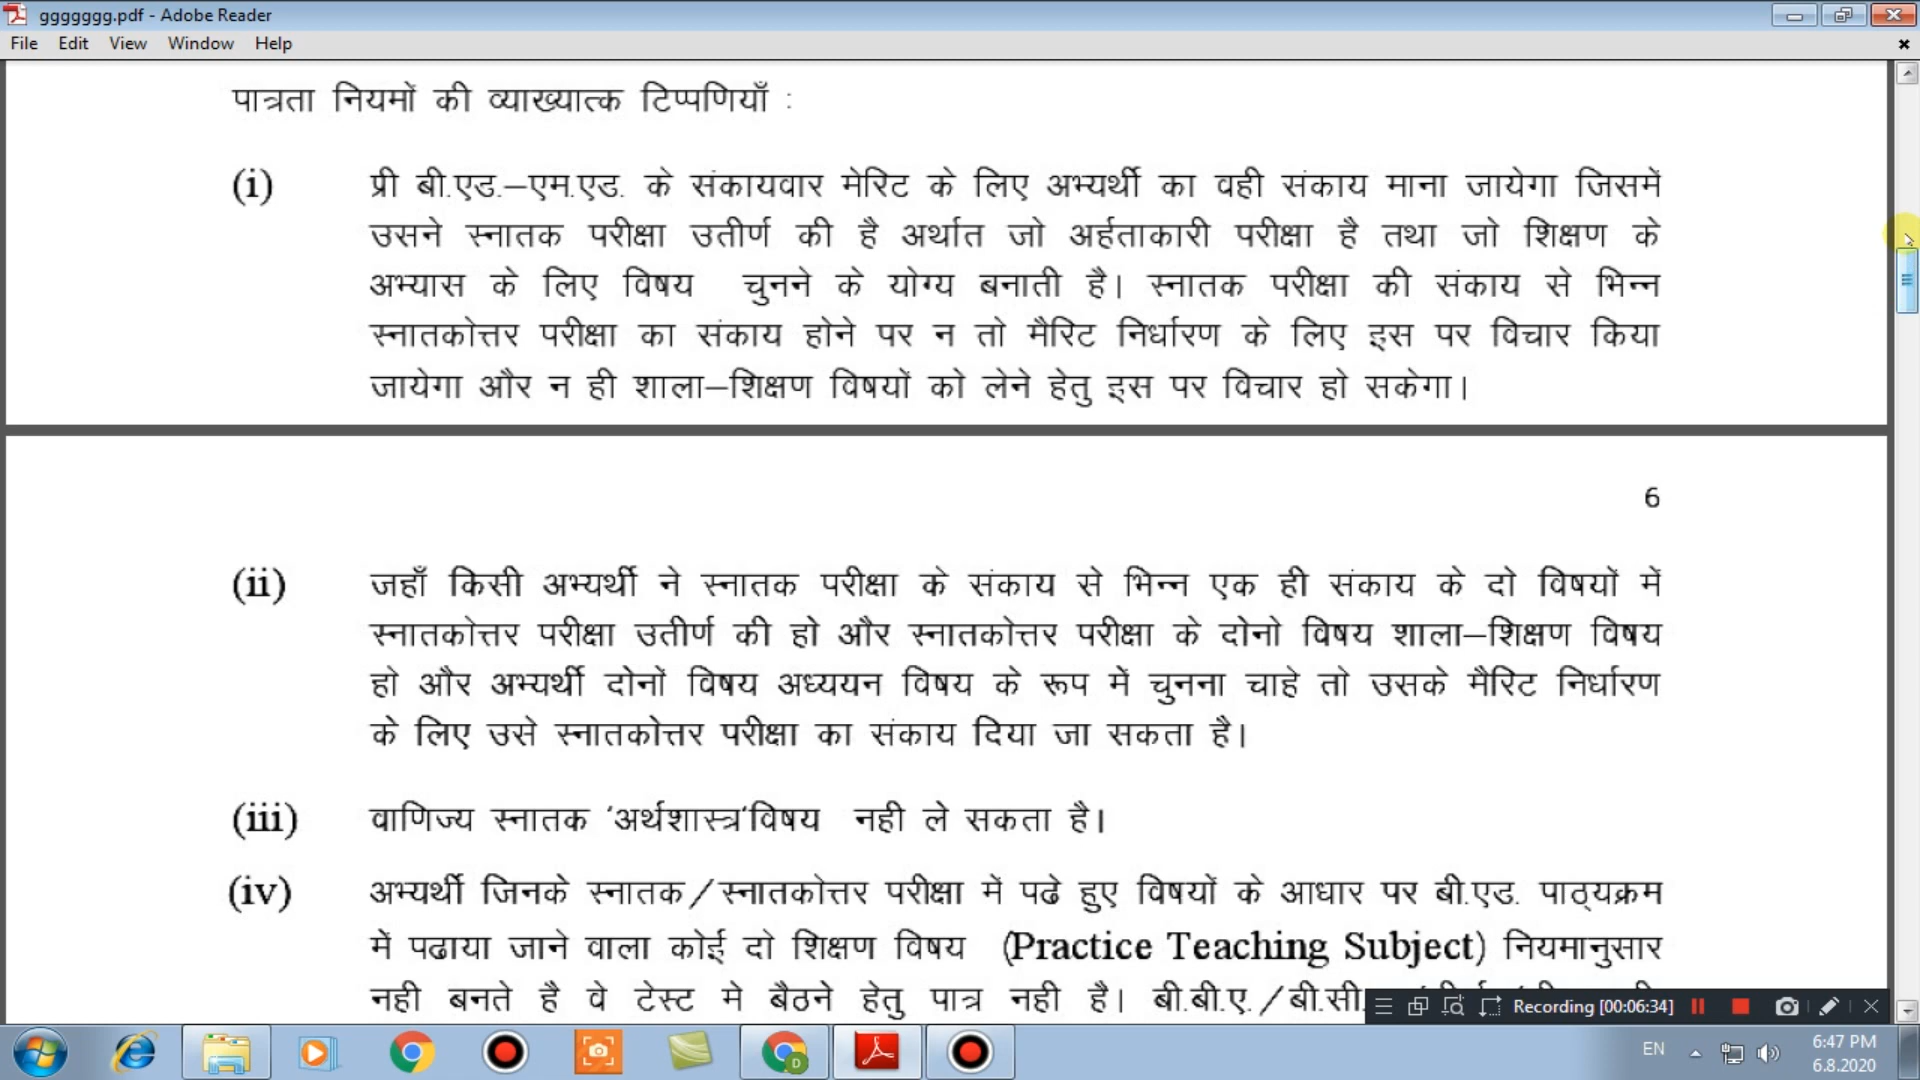 ggggggg.pdf - Adobe Reader
File Edit View Window Help
पात्रता नियमों की व्याख्यात्क टिप्पणियाँ :
(i) प्री बी.एड.–एम.एड. के संकायवार मेरिट के लिए अभ्यर्थी का वही संकाय माना जायेगा जिसमें
उसने स्नातक परीक्षा उतीर्ण की है अर्थात जो अर्हताकारी परीक्षा है तथा जो शिक्षण के
अभ्यास के लिए विषय चुनने के योग्य बनाती है। स्नातक परीक्षा की संकाय से भिन्न
स्नातकोत्तर परीक्षा का संकाय होने पर न तो मैरिट निर्धारण के लिए इस पर विचार किया
जायेगा और न ही शाला–शिक्षण विषयों को लेने हेतु इस पर विचार हो सकेगा।
6
(ii) जहाँ किसी अभ्यर्थी ने स्नातक परीक्षा के संकाय से भिन्न एक ही संकाय के दो विषयों में
स्नातकोत्तर परीक्षा उतीर्ण की हो और स्नातकोत्तर परीक्षा के दोनो विषय शाला–शिक्षण विषय
हो और अभ्यर्थी दोनों विषय अध्ययन विषय के रूप में चुनना चाहे तो उसके मैरिट निर्धारण
के लिए उसे स्नातकोत्तर परीक्षा का संकाय दिया जा सकता है।
(iii) वाणिज्य स्नातक 'अर्थशास्त्र'विषय नही ले सकता है।
(iv) अभ्यर्थी जिनके स्नातक/स्नातकोत्तर परीक्षा में पढे हुए विषयों के आधार पर बी.एड. पाठ्यक्रम
में पढाया जाने वाला कोई दो शिक्षण विषय (Practice Teaching Subject) नियमानुसार
नही बनते है वे टेस्ट मे बैठने हेतु पात्र नही है। बी.बी.ए./बी.सी.
Recording [00:06:34]
EN
6:47 PM
6.8.2020